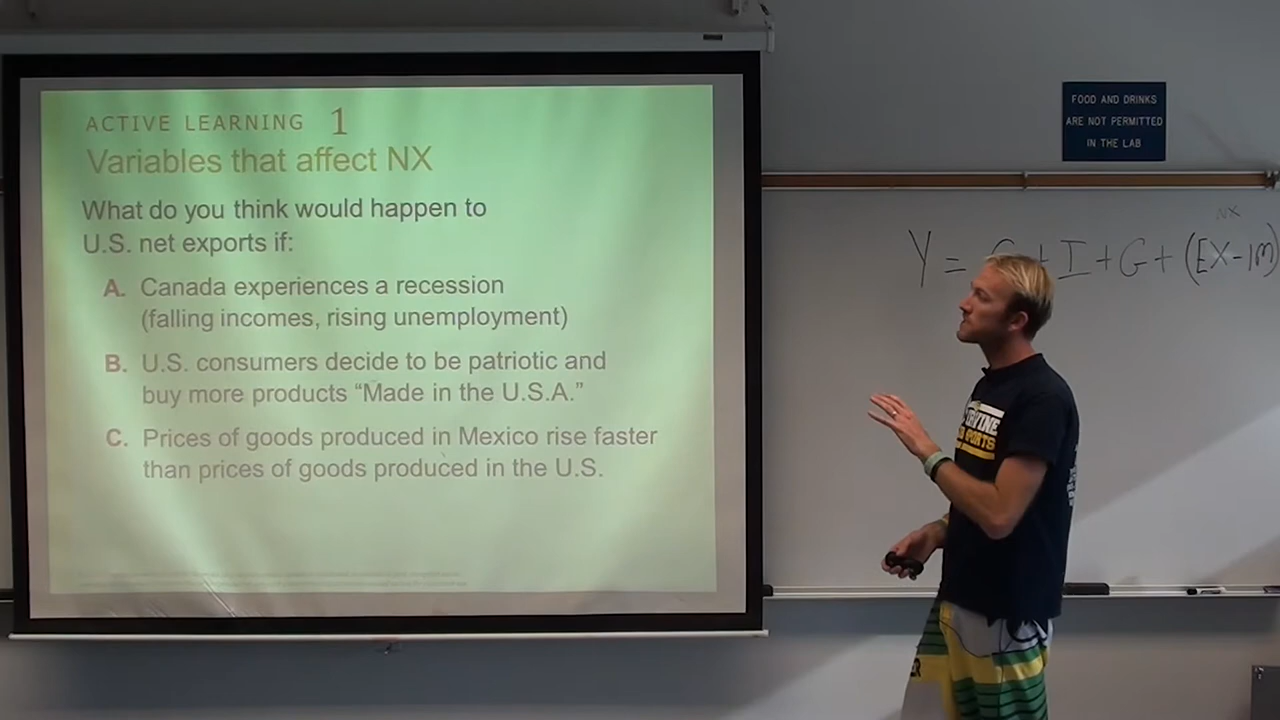 ACTIVE LEARNING 1
Variables that affect NX
What do you think would happen to
U.S. net exports if:
A. Canada experiences a recession
(falling incomes, rising unemployment)
B. U.S. consumers decide to be patriotic and
buy more products “Made in the U.S.A.”
C. Prices of goods produced in Mexico rise faster
than prices of goods produced in the U.S.
FOOD AND DRINKS
ARE NOT PERMITTED
IN THE LAB
NX
Y = C + I + G + (EX - IM)
IRVINE
SPORTS